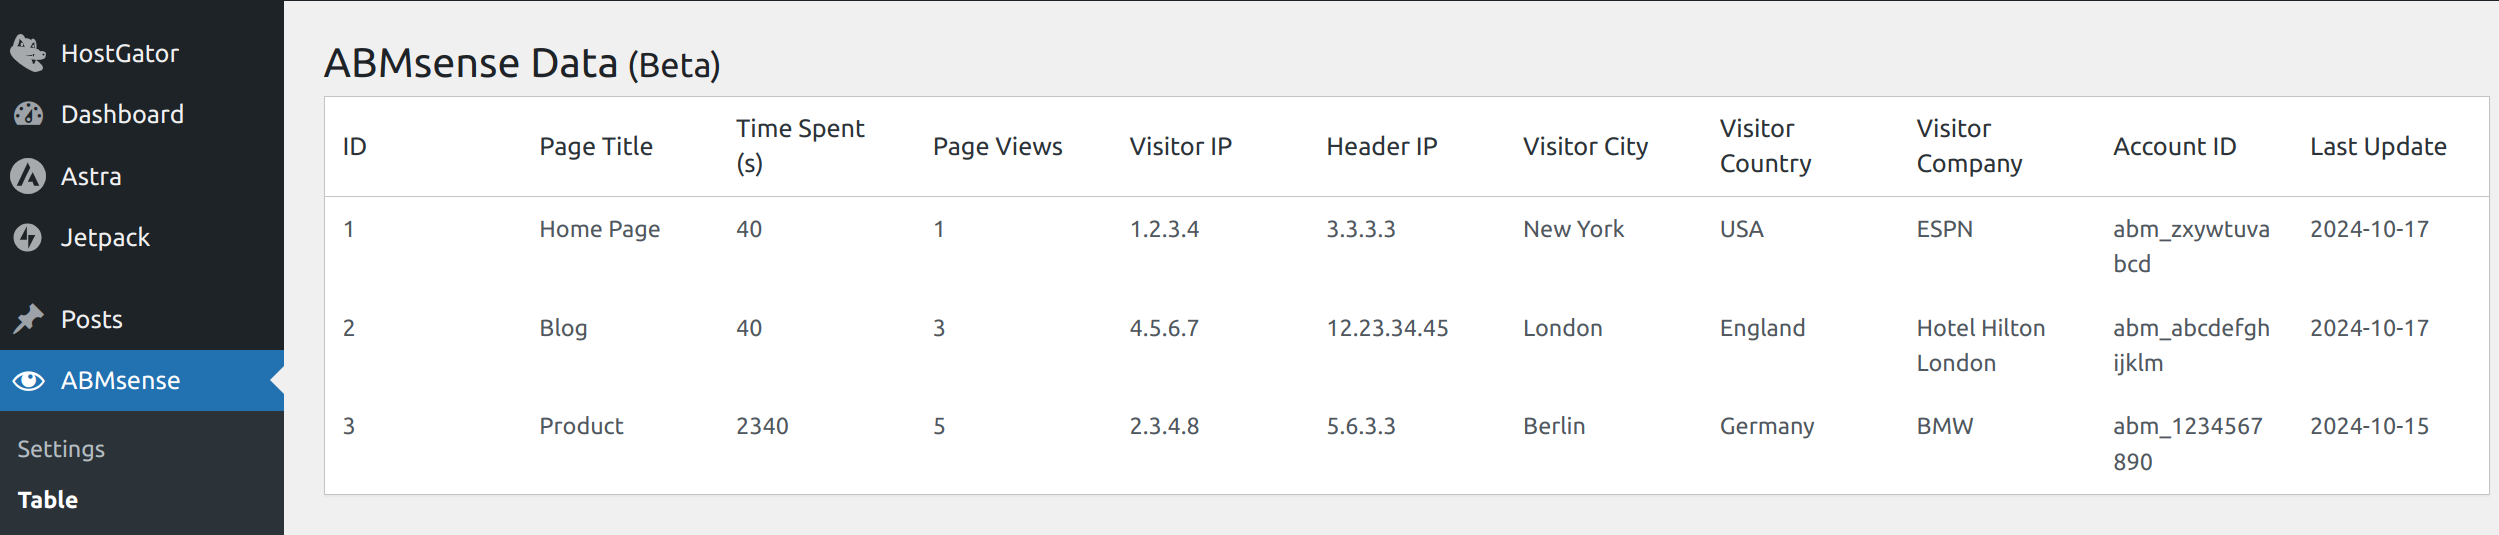 HostGator
Dashboard
Astra
Jetpack
Posts
ABMsense
Settings
Table
ABMsense Data (Beta)
ID Page Title Time Spent (s) Page Views Visitor IP Header IP Visitor City Visitor Country Visitor Company Account ID Last Update
1 Home Page 40 1 1.2.3.4 3.3.3.3 New York USA ESPN abm_zxywtuvabcd 2024-10-17
2 Blog 40 3 4.5.6.7 12.23.34.45 London England Hotel Hilton London abm_abcdefghijklm 2024-10-17
3 Product 2340 5 2.3.4.8 5.6.3.3 Berlin Germany BMW abm_1234567890 2024-10-15